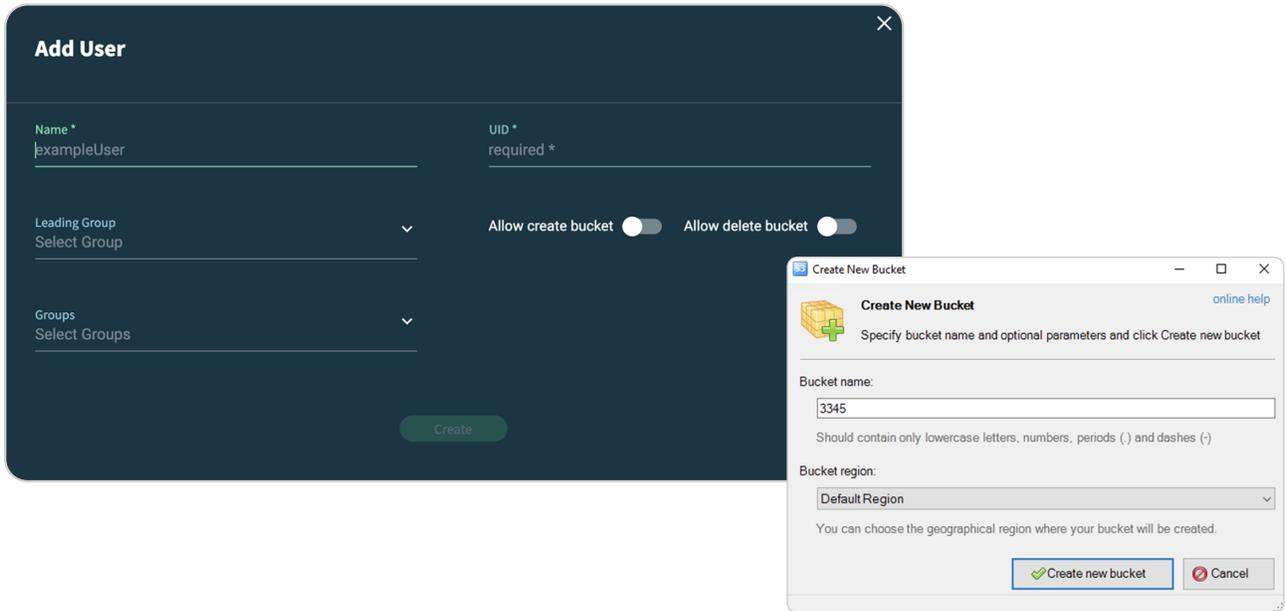 Add User
Name *
exampleUser
UID *
required *
Leading Group
Select Group
Allow create bucket
Allow delete bucket
Groups
Select Groups
Create
Create New Bucket
Create New Bucket
online help
Specify bucket name and optional parameters and click Create new bucket
Bucket name:
3345
Should contain only lowercase letters, numbers, periods (.) and dashes (-)
Bucket region:
Default Region
You can choose the geographical region where your bucket will be created.
Create new bucket
Cancel